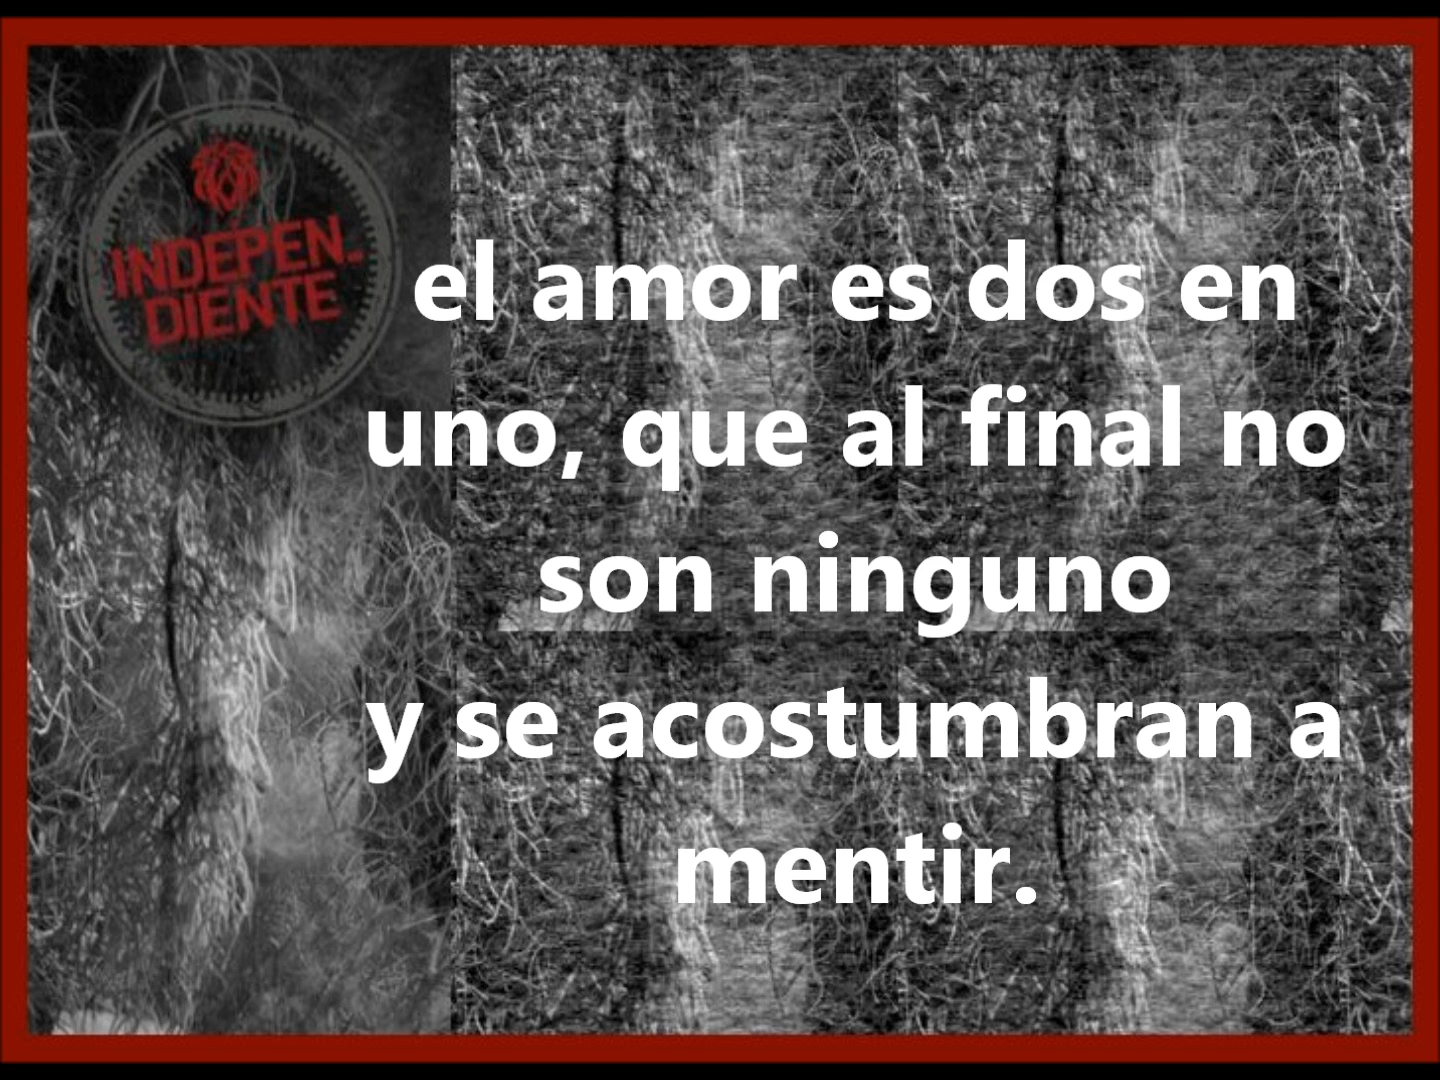 INDEPEN.
DIENTE
el amor es dos en
uno, que al final no
son ninguno
y se acostumbran a
mentir.